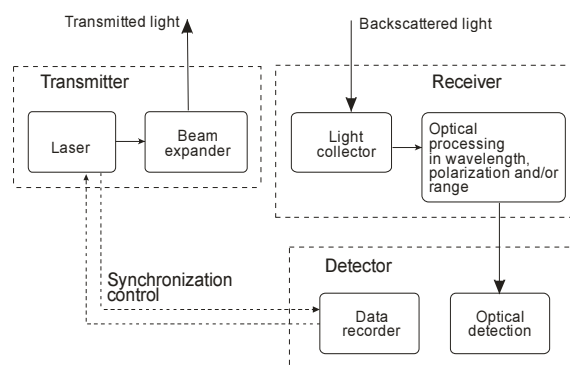 Transmitted light
Backscattered light
Transmitter
Laser
Beam
expander
Receiver
Light
collector
Optical
processing
in wavelength,
polarization and/or
range
Synchronization
control
Detector
Data
recorder
Optical
detection